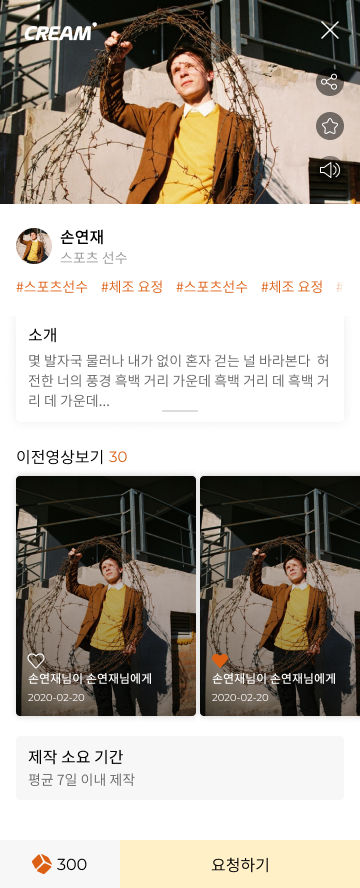 CREAM
손연재
스포츠 선수
#스포츠선수 #체조 요정 #스포츠선수 #체조 요정 #
소개
몇 발자국 물러나 내가 없이 혼자 걷는 널 바라본다 허
전한 너의 풍경 흑백 거리 가운데 흑백 거리 데 흑백 거
리 데 가운데...
이전영상보기 30
손연재님이 손연재님에게
2020-02-20
손연재님이 손연재님에게
2020-02-20
제작 소요 기간
평균 7일 이내 제작
300
요청하기